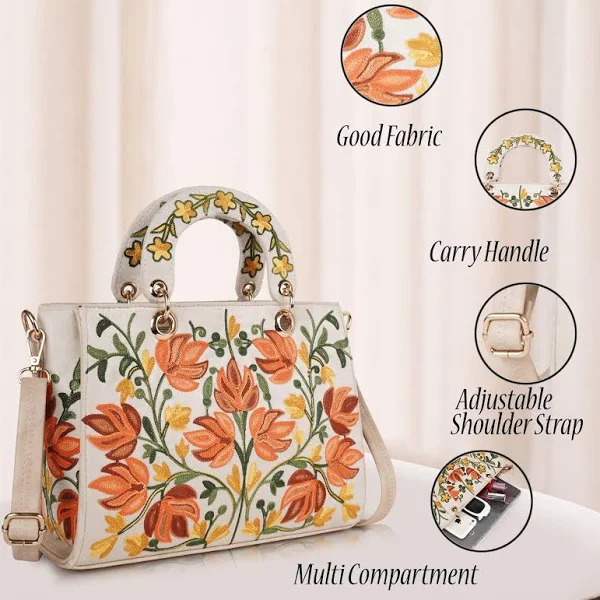 Good Fabric
Carry Handle
Adjustable
Shoulder Strap
Multi Compartment